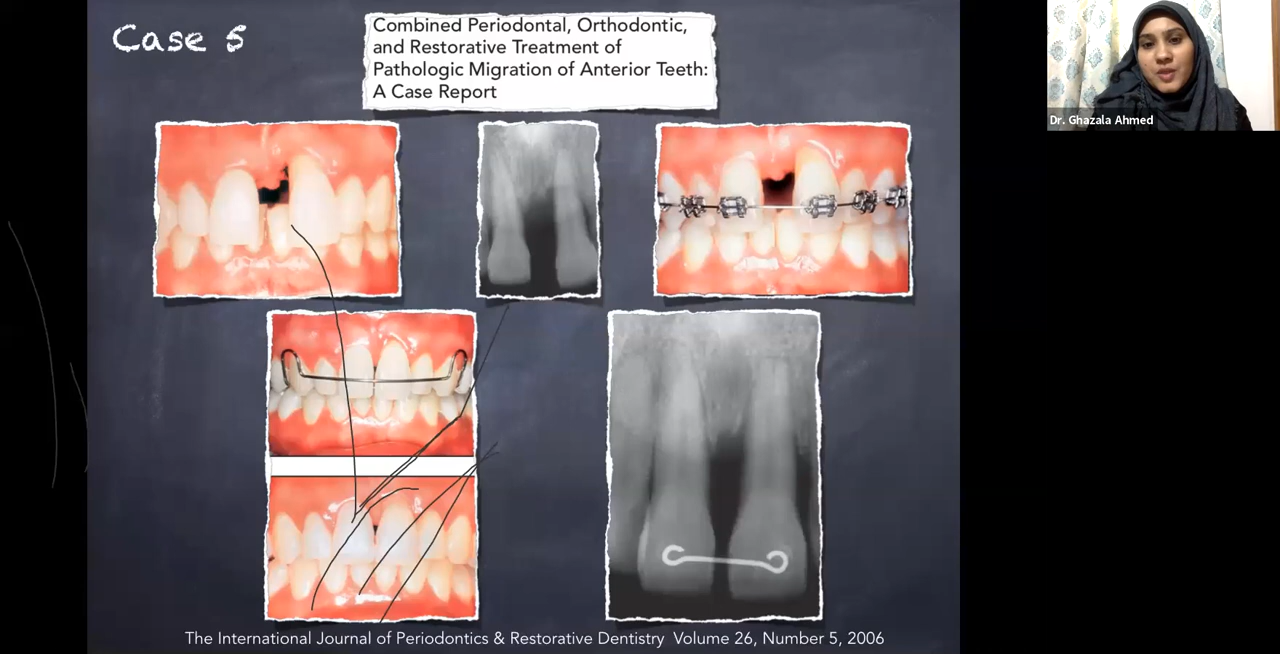 Case 5
Combined Periodontal, Orthodontic,
and Restorative Treatment of
Pathologic Migration of Anterior Teeth:
A Case Report
Dr. Ghazala Ahmed
The International Journal of Periodontics & Restorative Dentistry Volume 26, Number 5, 2006